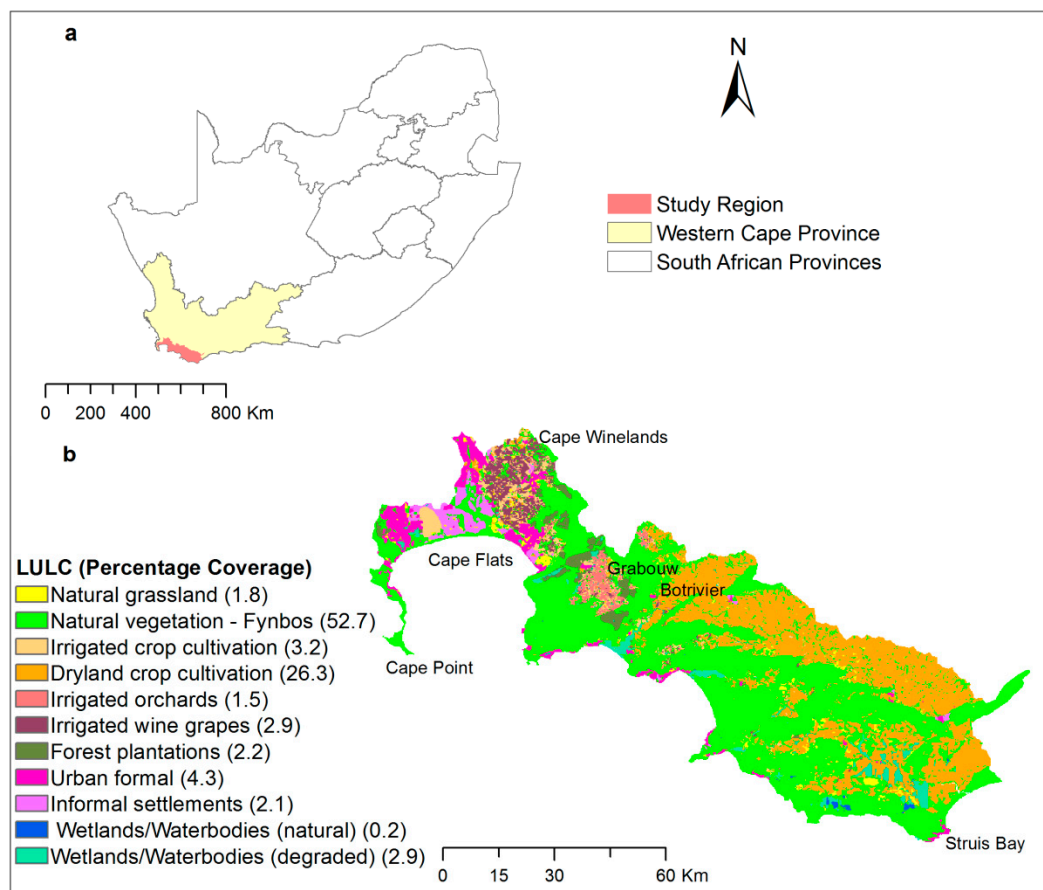 a
N
Study Region
Western Cape Province
South African Provinces
0 200 400 800 Km
b
Cape Winelands
Cape Flats
Grabouw
Botrivier
Cape Point
Struis Bay
LULC (Percentage Coverage)
Natural grassland (1.8)
Natural vegetation - Fynbos (52.7)
Irrigated crop cultivation (3.2)
Dryland crop cultivation (26.3)
Irrigated orchards (1.5)
Irrigated wine grapes (2.9)
Forest plantations (2.2)
Urban formal (4.3)
Informal settlements (2.1)
Wetlands/Waterbodies (natural) (0.2)
Wetlands/Waterbodies (degraded) (2.9)
0 15 30 60 Km